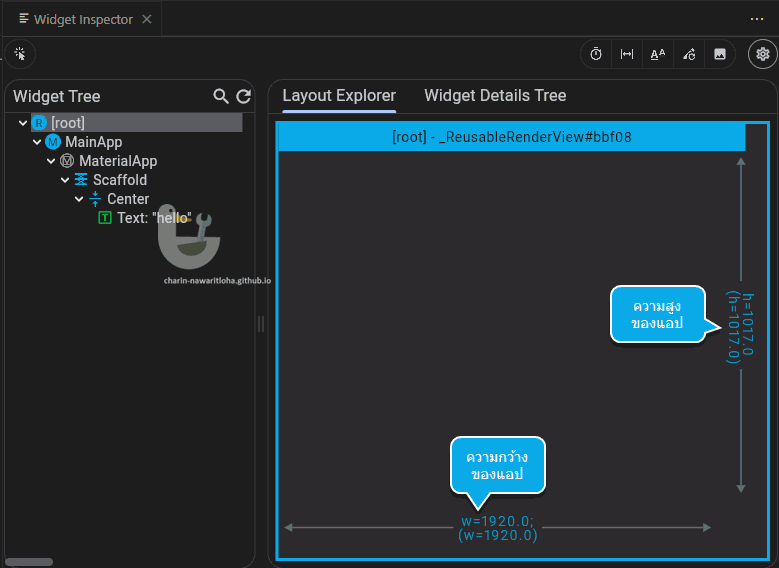 Widget Inspector
Widget Tree
[root]
MainApp
MaterialApp
Scaffold
Center
Text: "hello"
charin-nawaritloha.github.io
Layout Explorer
Widget Details Tree
[root] - _ReusableRenderView#bbf08
ความสูง
ของแอป
h=1017.0
(h=1017.0)
ความกว้าง
ของแอป
w=1920.0;
(w=1920.0)